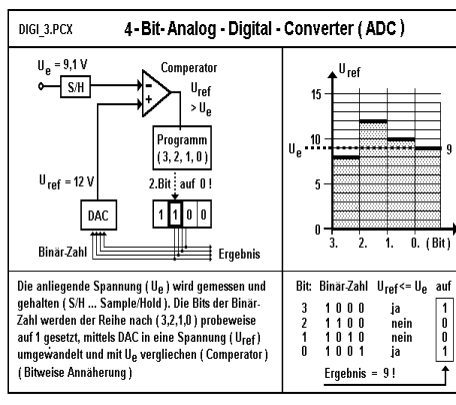 DIGI_3.PCX
4-Bit-Analog - Digital - Converter ( ADC )
Ue = 9,1 V
S/H
Comperator
Uref
> Ue
Programm
( 3, 2, 1, 0 )
2.Bit auf 0 !
Uref = 12 V
DAC
1 1 0 0
Binär-Zahl
Ergebnis
Uref
15
10
Ue
9
5
0
3. 2. 1. 0. ( Bit )
Die anliegende Spannung ( Ue ) wird gemessen und
gehalten ( S/H ... Sample/Hold ). Die Bits der Binär-
Zahl werden der Reihe nach ( 3,2,1,0 ) probeweise
auf 1 gesetzt, mittels DAC in eine Spannung ( Uref )
umgewandelt und mit Ue vergliechen ( Comperator )
( Bitweise Annäherung )
Bit: Binär-Zahl Uref<= Ue auf
3 1 0 0 0 ja 1
2 1 1 0 0 nein 0
1 1 0 1 0 nein 0
0 1 0 0 1 ja 1
Ergebnis = 9 !